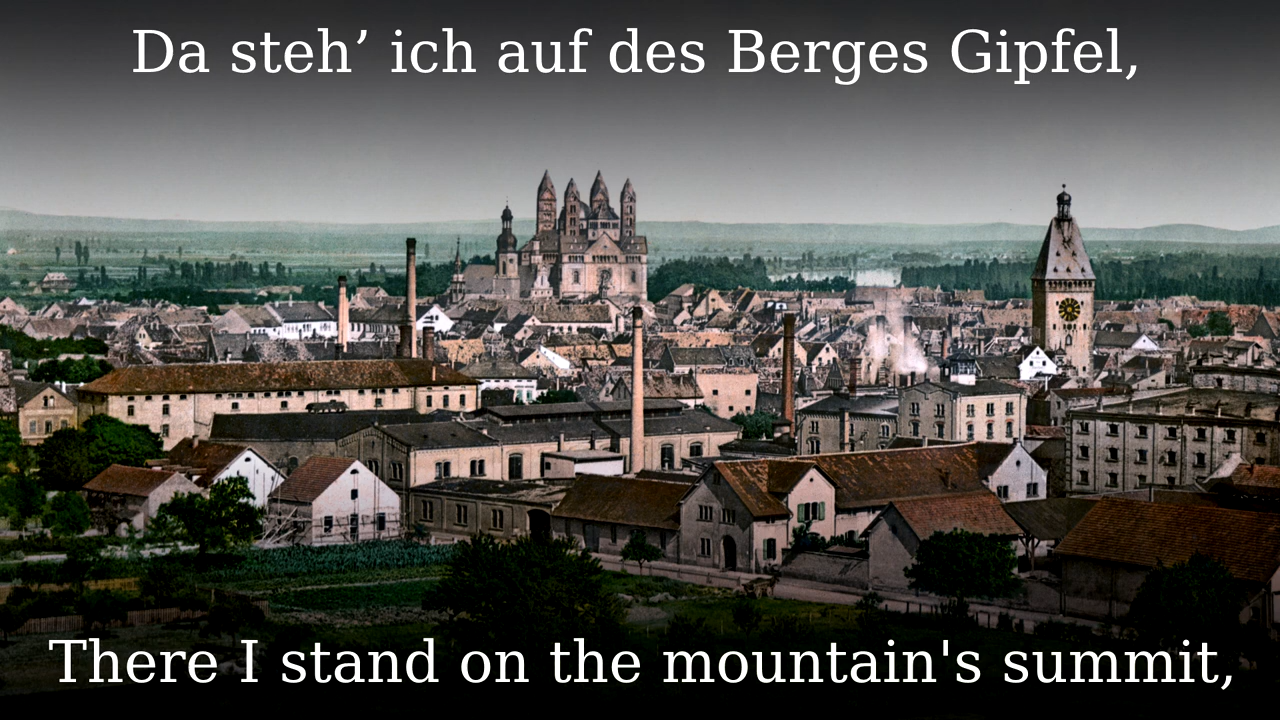 Da steh’ ich auf des Berges Gipfel,
There I stand on the mountain's summit,